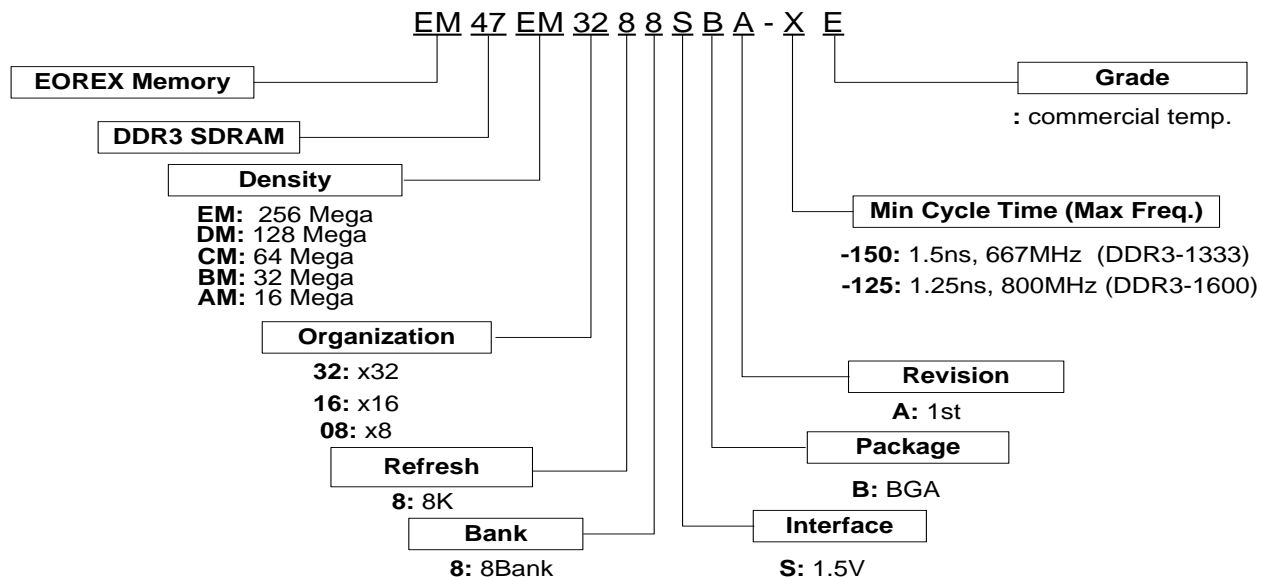 EM 47 EM 32 8 8 S B A - X E
EOREX Memory
DDR3 SDRAM
Density
EM: 256 Mega
DM: 128 Mega
CM: 64 Mega
BM: 32 Mega
AM: 16 Mega
Organization
32: x32
16: x16
08: x8
Refresh
8: 8K
Bank
8: 8Bank
Grade
: commercial temp.
Min Cycle Time (Max Freq.)
-150: 1.5ns, 667MHz (DDR3-1333)
-125: 1.25ns, 800MHz (DDR3-1600)
Revision
A: 1st
Package
B: BGA
Interface
S: 1.5V